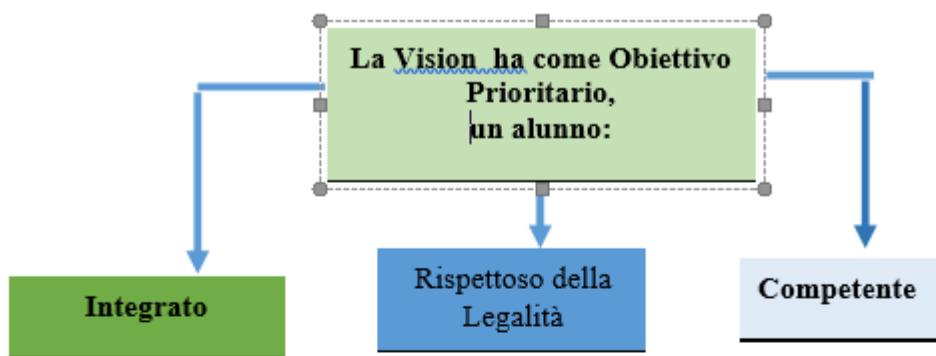 La Vision ha come Obiettivo
Prioritario,
un alunno:
Integrato
Rispettoso della
Legalità
Competente